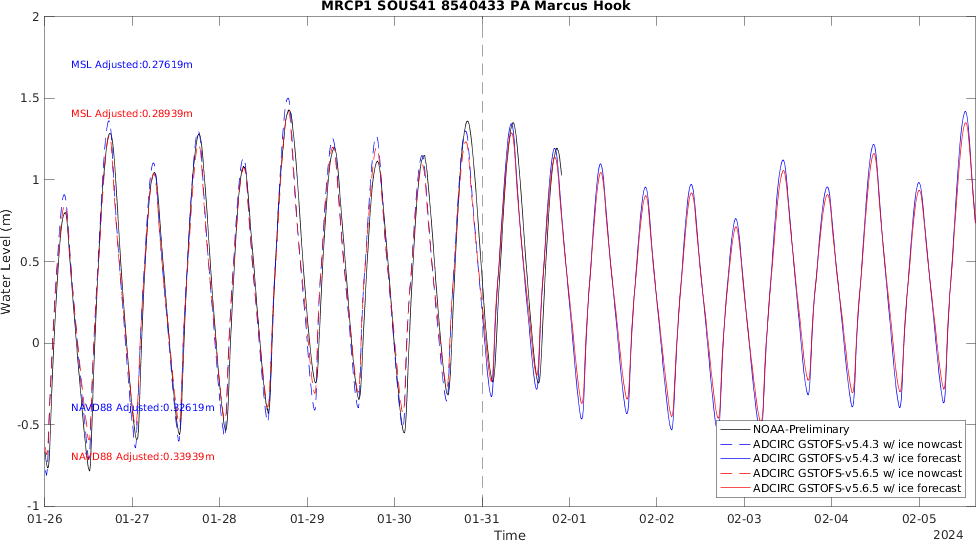 MRCP1 SOUS41 8540433 PA Marcus Hook
2
1.5
1
0.5
0
-0.5
-1
Water Level (m)
MSL Adjusted:0.27619m
MSL Adjusted:0.28939m
NAVD88 Adjusted:0.32619m
NAVD88 Adjusted:0.33939m
NOAA-Preliminary
ADCIRC GSTOFS-v5.4.3 w/ ice nowcast
ADCIRC GSTOFS-v5.4.3 w/ ice forecast
ADCIRC GSTOFS-v5.6.5 w/ ice nowcast
ADCIRC GSTOFS-v5.6.5 w/ ice forecast
01-26 01-27 01-28 01-29 01-30 01-31 02-01 02-02 02-03 02-04 02-05
Time
2024